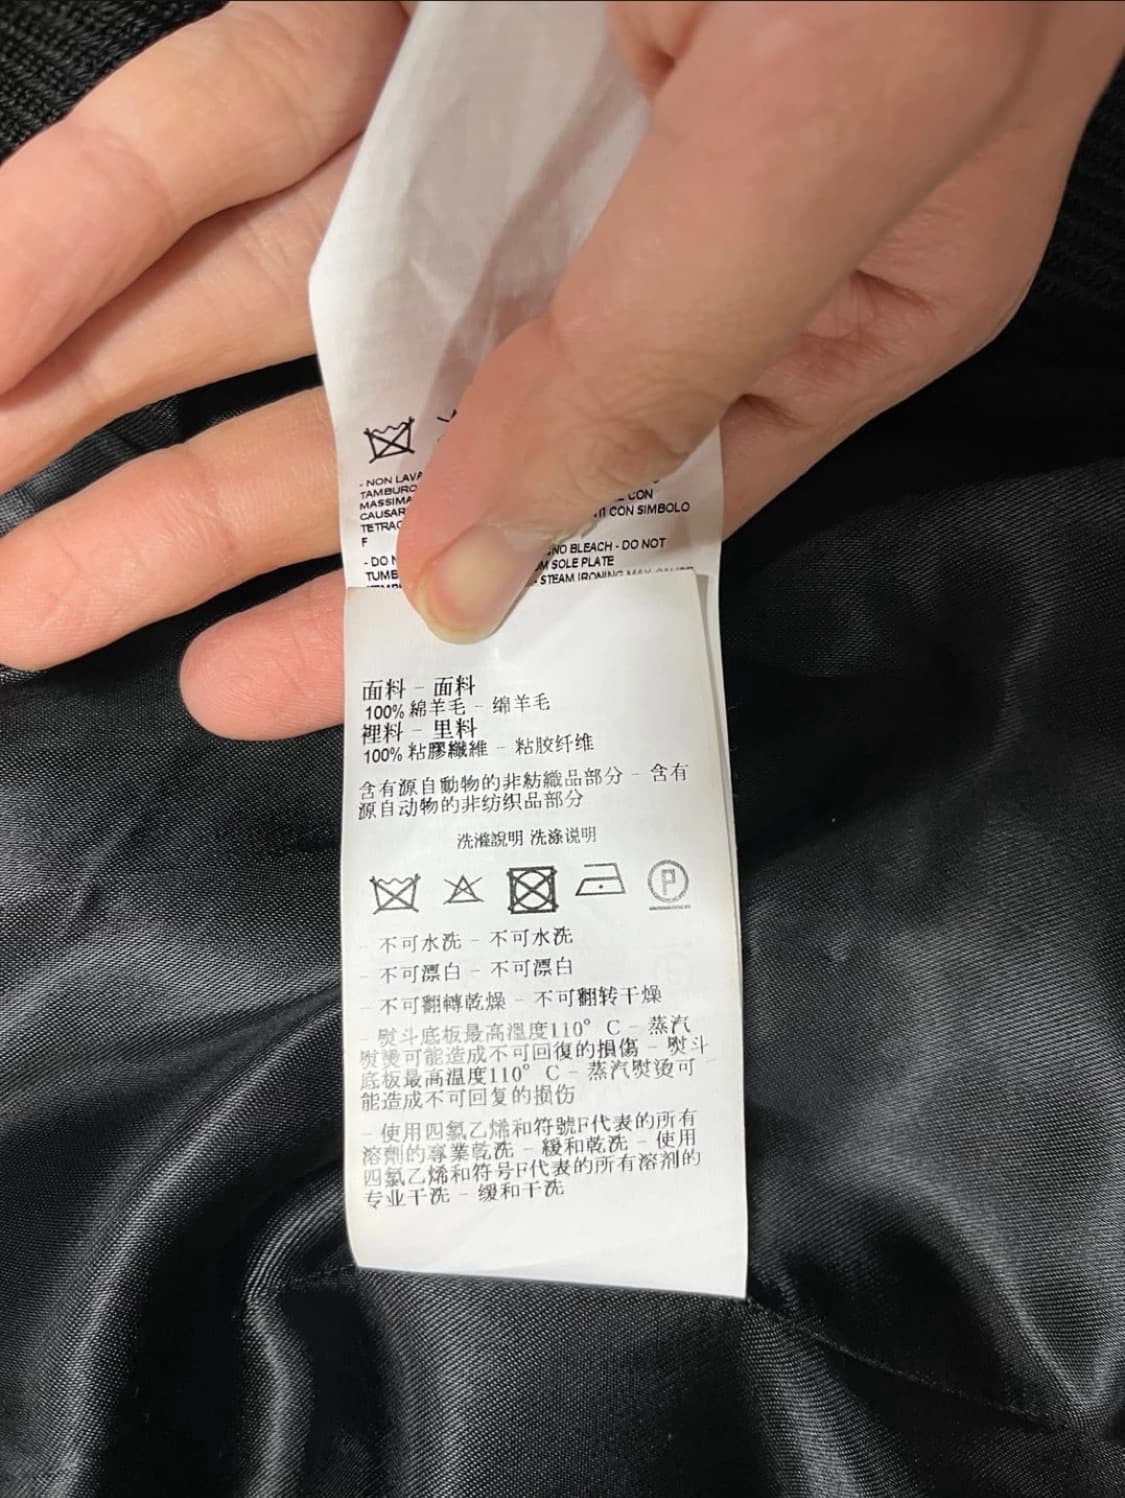 - NON LAVA
TAMBURO
MASSIMA CON
CAUSAR TI CON SIMBOLO
TETRAC
F
NO BLEACH - DO NOT
- DO N M SOLE PLATE
TUMB - STEAM IRONING MAY CAUSE
面料 - 面料
100% 綿羊毛 - 绵羊毛
裡料 - 里料
100% 粘膠纖維 - 粘胶纤维
含有源自動物的非紡織品部分 - 含有
源自动物的非纺织品部分
洗滌說明 洗涤说明
P
- 不可水洗 - 不可水洗
- 不可漂白 - 不可漂白
- 不可翻轉乾燥 - 不可翻转干燥
- 熨斗底板最高溫度110° C - 蒸汽
熨燙可能造成不可回復的損傷 - 熨斗
底板最高温度110° C - 蒸汽熨烫可
能造成不可回复的损伤
- 使用四氯乙烯和符號F代表的所有
溶劑的專業乾洗 - 緩和乾洗 - 使用
四氯乙烯和符号F代表的所有溶剂的
专业干洗 - 缓和干洗